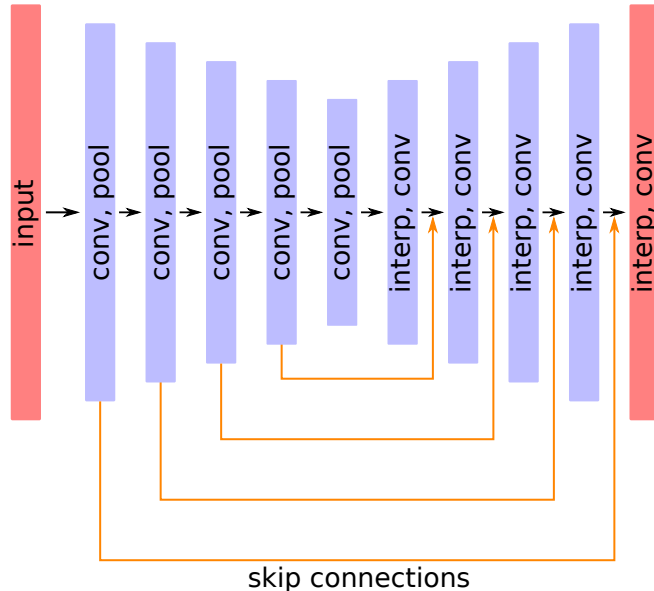 input
conv, pool
conv, pool
conv, pool
conv, pool
conv, pool
interp, conv
interp, conv
interp, conv
interp, conv
interp, conv
skip connections